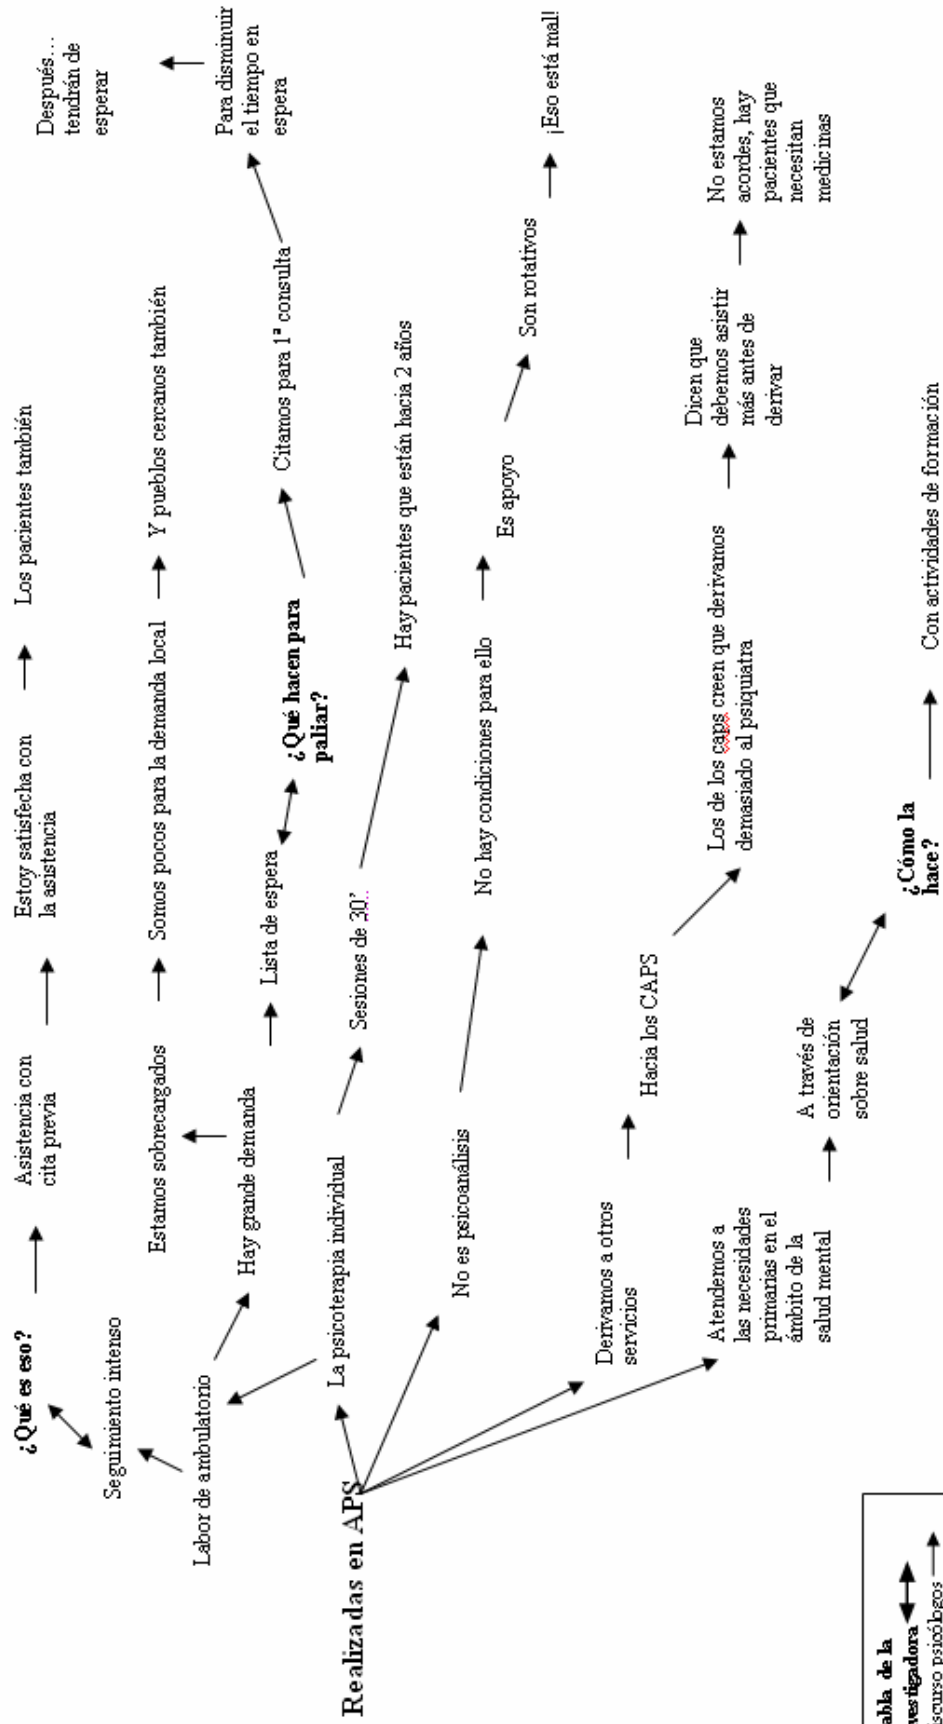 ¿Qué es eso?
Asistencia con
cita previa
Estoy satisfecha con
la asistencia
Los pacientes también
Después…
tendrán de
esperar
Seguimiento intenso
Estamos sobrecargados
Somos pocos para la demanda local
Y pueblos cercanos también
Para disminuir
el tiempo en
espera
Labor de ambulatorio
Hay grande demanda
Lista de espera
¿Qué hacen para
paliar?
Citamos para 1ª consulta
Realizadas en APS
La psicoterapia individual
Sesiones de 30’..
Hay pacientes que están hacia 2 años
No es psicoanálisis
No hay condiciones para ello
Es apoyo
Son rotativos
¡Eso está mal!
Derivamos a otros
servicios
Hacia los CAPS
Los de los caps creen que derivamos
demasiado al psiquiatra
Dicen que
debemos asistir
más antes de
derivar
No estamos
acordes, hay
pacientes que
necesitan
medicinas
Atendemos a
las necesidades
primarias en el
ámbito de la
salud mental
A través de
orientación
sobre salud
¿Cómo la
hace?
Con actividades de formación
abla de la
vestigadora
scurso psicólogos